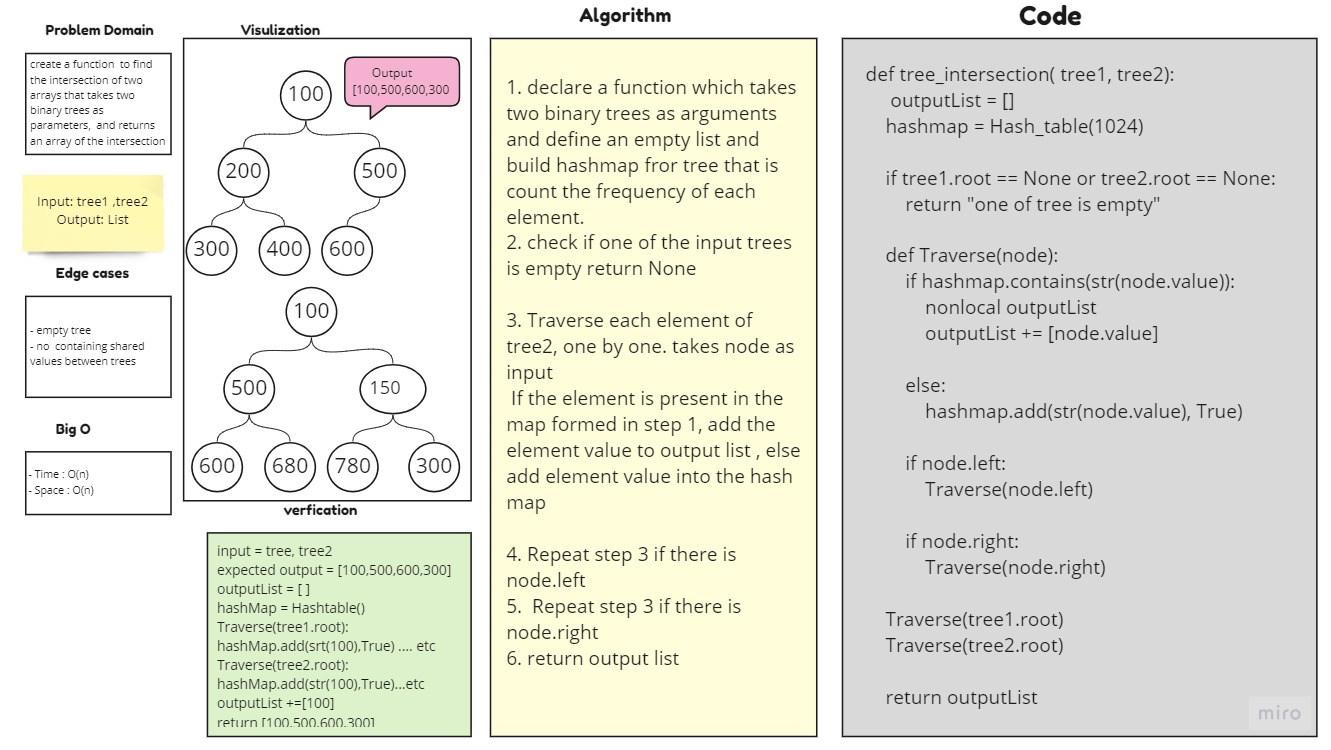 Problem Domain
create a function to find
the intersection of two
arrays that takes two
binary trees as
parameters, and returns
an array of the intersection
Input: tree1 ,tree2
Output: List
Edge cases
- empty tree
- no containing shared
values between trees
Big O
- Time : O(n)
- Space : O(n)
Visulization
Output
[100,500,600,300
100
200
500
300
400
600
100
500
150
600
680
780
300
verfication
input = tree, tree2
expected output = [100,500,600,300]
outputList = [ ]
hashMap = Hashtable()
Traverse(tree1.root):
hashMap.add(srt(100),True) .... etc
Traverse(tree2.root):
hashMap.add(str(100),True)...etc
outputList +=[100]
return [100,500,600,300]
Algorithm
1. declare a function which takes
two binary trees as arguments
and define an empty list and
build hashmap fror tree that is
count the frequency of each
element.
2. check if one of the input trees
is empty return None
3. Traverse each element of
tree2, one by one. takes node as
input
If the element is present in the
map formed in step 1, add the
element value to output list , else
add element value into the hash
map
4. Repeat step 3 if there is
node.left
5. Repeat step 3 if there is
node.right
6. return output list
Code
def tree_intersection( tree1, tree2):
outputList = []
hashmap = Hash_table(1024)
if tree1.root == None or tree2.root == None:
return "one of tree is empty"
def Traverse(node):
if hashmap.contains(str(node.value)):
nonlocal outputList
outputList += [node.value]
else:
hashmap.add(str(node.value), True)
if node.left:
Traverse(node.left)
if node.right:
Traverse(node.right)
Traverse(tree1.root)
Traverse(tree2.root)
return outputList
miro